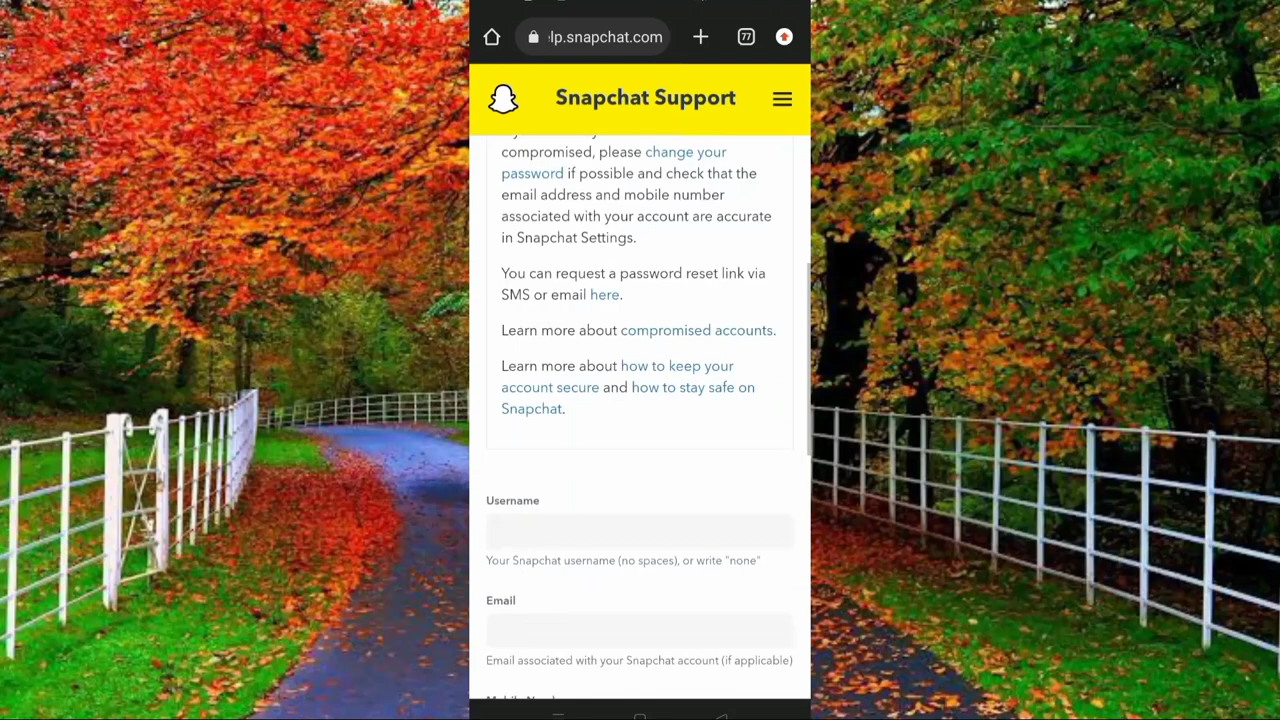 lp.snapchat.com
77
Snapchat Support
compromised, please change your
password if possible and check that the
email address and mobile number
associated with your account are accurate
in Snapchat Settings.
You can request a password reset link via
SMS or email here.
Learn more about compromised accounts.
Learn more about how to keep your
account secure and how to stay safe on
Snapchat.
Username
Your Snapchat username (no spaces), or write "none"
Email
Email associated with your Snapchat account (if applicable)